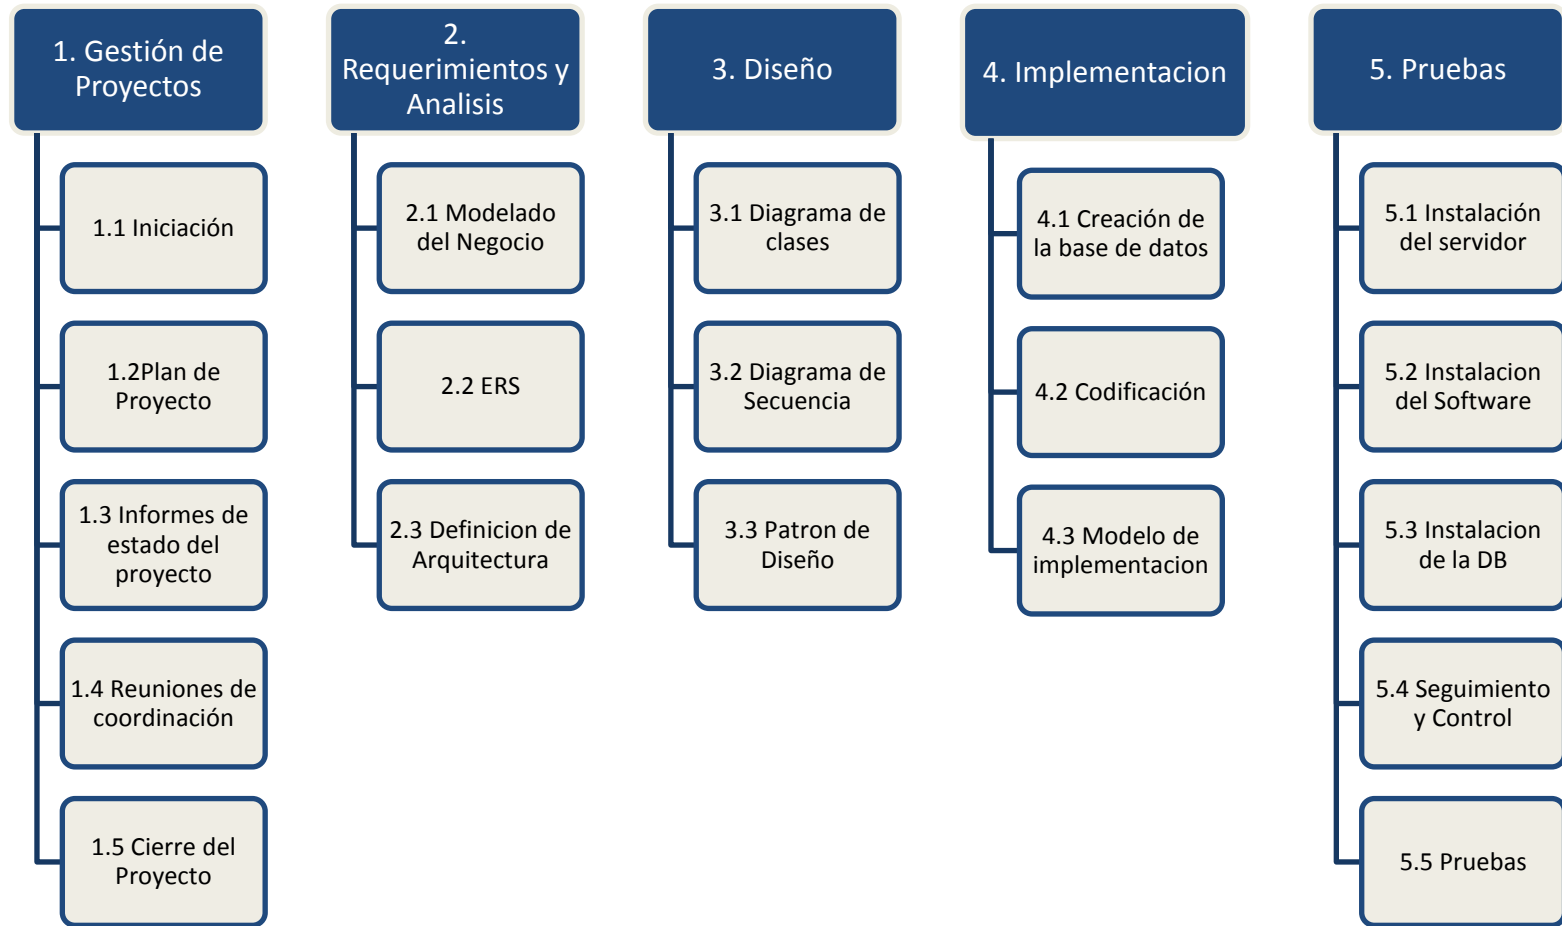 1. Gestión de
Proyectos
1.1 Iniciación
1.2Plan de
Proyecto
1.3 Informes de
estado del
proyecto
1.4 Reuniones de
coordinación
1.5 Cierre del
Proyecto
2.
Requerimientos y
Analisis
2.1 Modelado
del Negocio
2.2 ERS
2.3 Definicion de
Arquitectura
3. Diseño
3.1 Diagrama de
clases
3.2 Diagrama de
Secuencia
3.3 Patron de
Diseño
4. Implementacion
4.1 Creación de
la base de datos
4.2 Codificación
4.3 Modelo de
implementacion
5. Pruebas
5.1 Instalación
del servidor
5.2 Instalacion
del Software
5.3 Instalacion
de la DB
5.4 Seguimiento
y Control
5.5 Pruebas